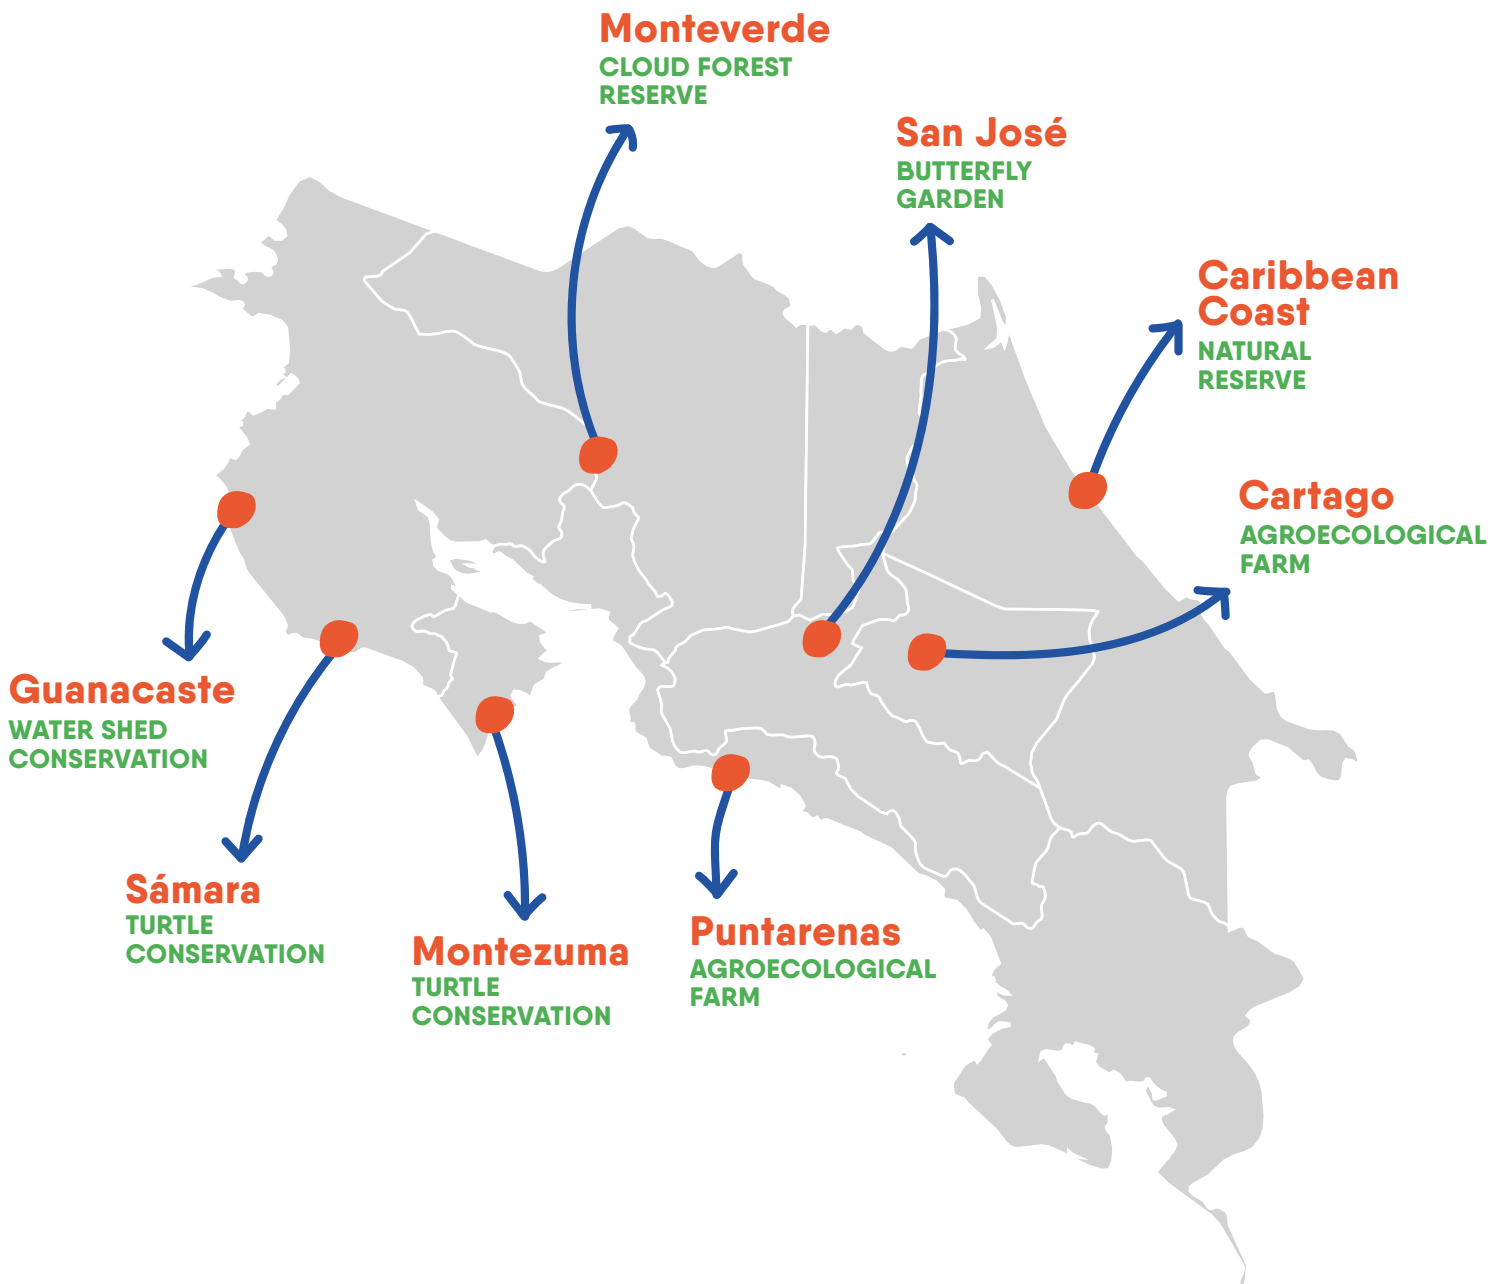 Monteverde
CLOUD FOREST
RESERVE
San José
BUTTERFLY
GARDEN
Caribbean
Coast
NATURAL
RESERVE
Cartago
AGROECOLOGICAL
FARM
Guanacaste
WATER SHED
CONSERVATION
Sámara
TURTLE
CONSERVATION
Montezuma
TURTLE
CONSERVATION
Puntarenas
AGROECOLOGICAL
FARM